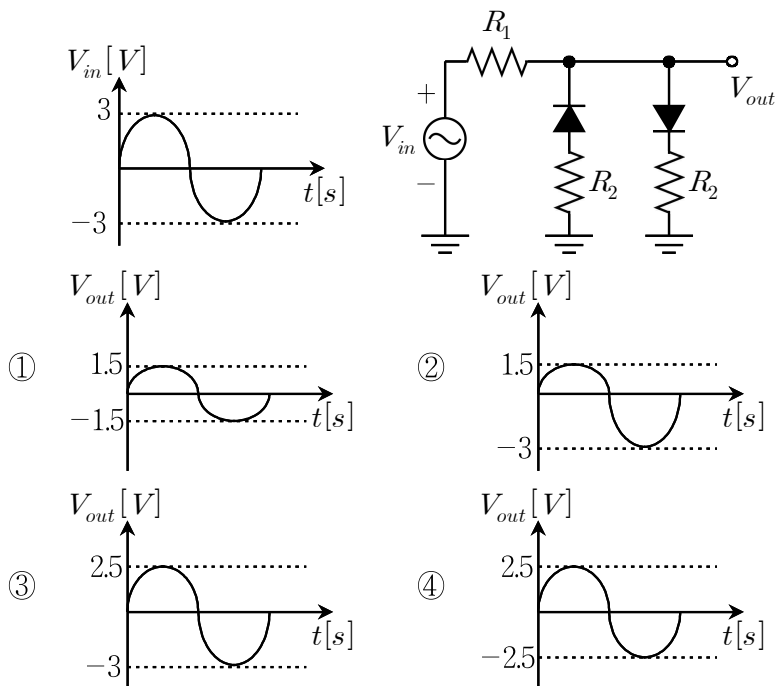 V_in [V]
3
-3
t[s]
R_1
+
V_in
-
R_2
R_2
V_out
①
V_out [V]
1.5
-1.5
t[s]
②
V_out [V]
1.5
-3
t[s]
③
V_out [V]
2.5
-3
t[s]
④
V_out [V]
2.5
-2.5
t[s]